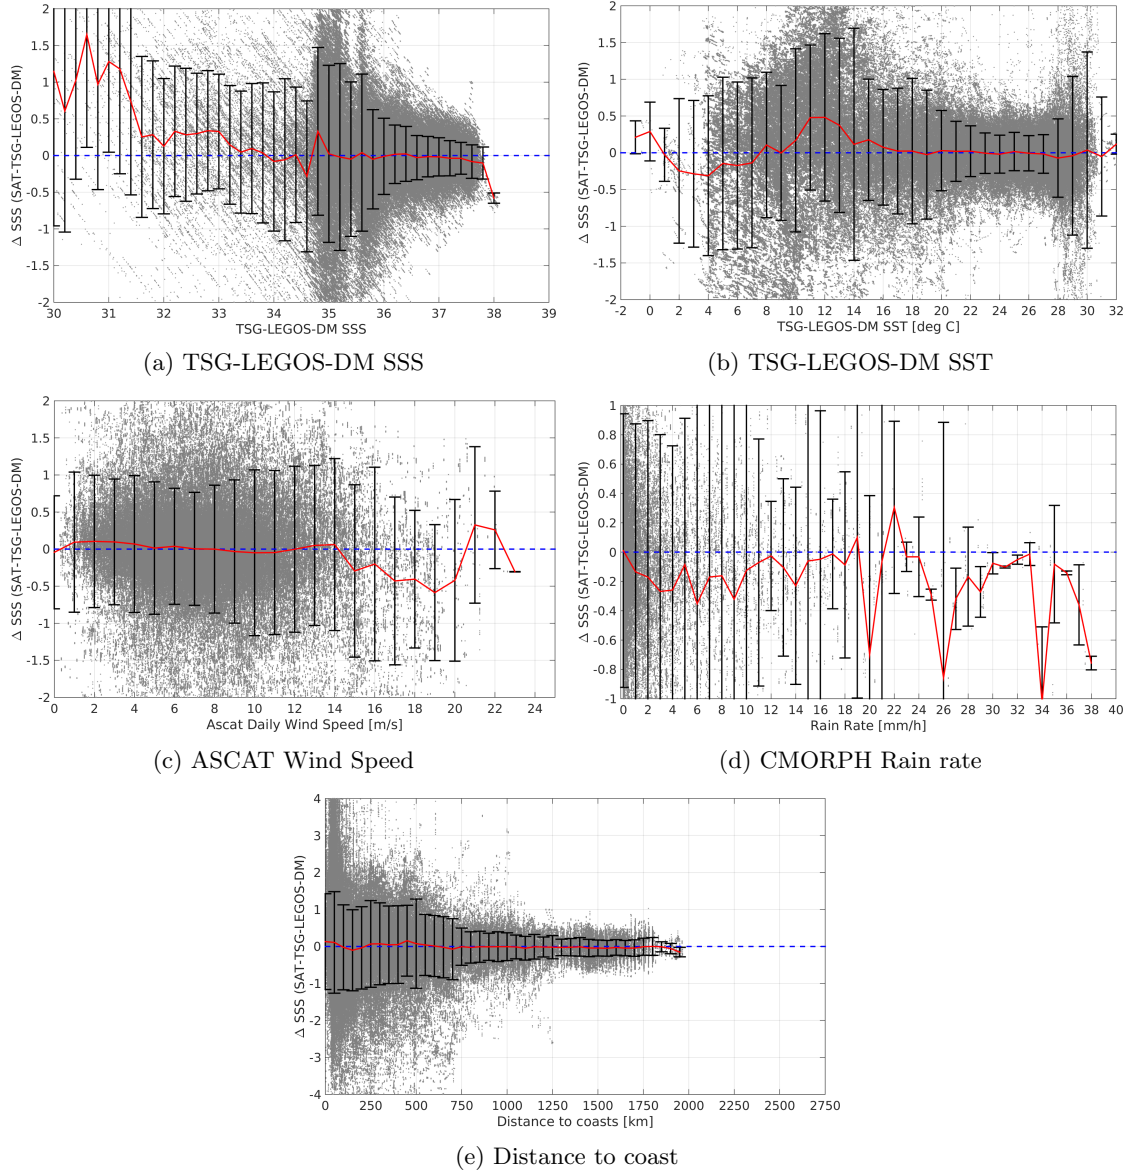 2
1.5
1
0.5
0
-0.5
-1
-1.5
-2
Δ SSS (SAT-TSG-LEGOS-DM)
30 31 32 33 34 35 36 37 38 39
TSG-LEGOS-DM SSS
(a) TSG-LEGOS-DM SSS
2
1.5
1
0.5
0
-0.5
-1
-1.5
-2
Δ SSS (SAT-TSG-LEGOS-DM)
-2 0 2 4 6 8 10 12 14 16 18 20 22 24 26 28 30 32
TSG-LEGOS-DM SST [deg C]
(b) TSG-LEGOS-DM SST
2
1.5
1
0.5
0
-0.5
-1
-1.5
-2
Δ SSS (SAT-TSG-LEGOS-DM)
0 2 4 6 8 10 12 14 16 18 20 22 24
Ascat Daily Wind Speed [m/s]
(c) ASCAT Wind Speed
1
0.8
0.6
0.4
0.2
0
-0.2
-0.4
-0.6
-0.8
-1
Δ SSS (SAT-TSG-LEGOS-DM)
0 2 4 6 8 10 12 14 16 18 20 22 24 26 28 30 32 34 36 38 40
Rain Rate [mm/h]
(d) CMORPH Rain rate
4
3
2
1
0
-1
-2
-3
-4
Δ SSS (SAT-TSG-LEGOS-DM)
0 250 500 750 1000 1250 1500 1750 2000 2250 2500 2750
Distance to coasts [km]
(e) Distance to coast